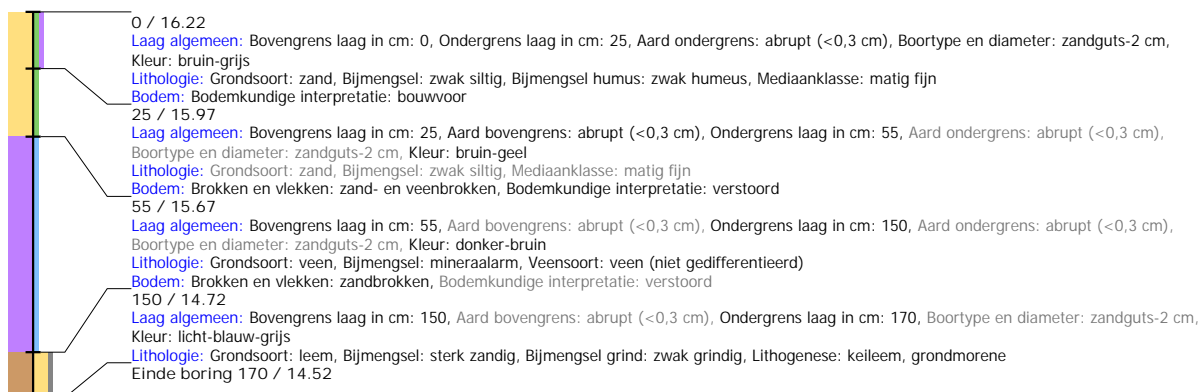 0 / 16.22
Laag algemeen: Bovengrens laag in cm: 0, Ondergrens laag in cm: 25, Aard ondergrens: abrupt (<0,3 cm), Boortype en diameter: zandguts-2 cm,
Kleur: bruin-grijs
Lithologie: Grondsoort: zand, Bijmengsel: zwak siltig, Bijmengsel humus: zwak humeus, Mediaanklasse: matig fijn
Bodem: Bodemkundige interpretatie: bouwvoor
25 / 15.97
Laag algemeen: Bovengrens laag in cm: 25, Aard bovengrens: abrupt (<0,3 cm), Ondergrens laag in cm: 55, Aard ondergrens: abrupt (<0,3 cm),
Boortype en diameter: zandguts-2 cm, Kleur: bruin-geel
Lithologie: Grondsoort: zand, Bijmengsel: zwak siltig, Mediaanklasse: matig fijn
Bodem: Brokken en vlekken: zand- en veenbrokken, Bodemkundige interpretatie: verstoord
55 / 15.67
Laag algemeen: Bovengrens laag in cm: 55, Aard bovengrens: abrupt (<0,3 cm), Ondergrens laag in cm: 150, Aard ondergrens: abrupt (<0,3 cm),
Boortype en diameter: zandguts-2 cm, Kleur: donker-bruin
Lithologie: Grondsoort: veen, Bijmengsel: mineraalarm, Veensoort: veen (niet gedifferentieerd)
Bodem: Brokken en vlekken: zandbrokken, Bodemkundige interpretatie: verstoord
150 / 14.72
Laag algemeen: Bovengrens laag in cm: 150, Aard bovengrens: abrupt (<0,3 cm), Ondergrens laag in cm: 170, Boortype en diameter: zandguts-2 cm,
Kleur: licht-blauw-grijs
Lithologie: Grondsoort: leem, Bijmengsel: sterk zandig, Bijmengsel grind: zwak grindig, Lithogenese: keileem, grondmorene
Einde boring 170 / 14.52